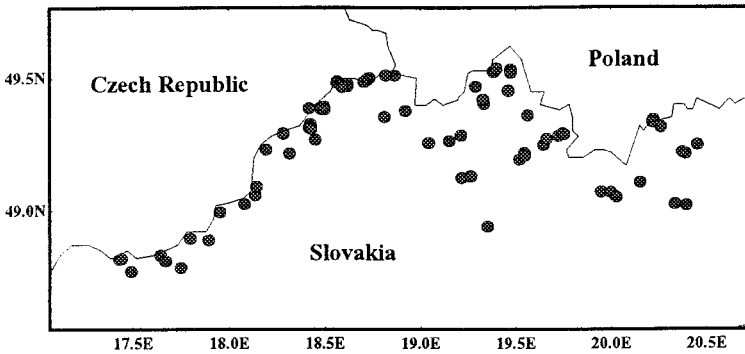 Poland
Czech Republic
49.5N
49.0N
Slovakia
17.5E 18.0E 18.5E 19.0E 19.5E 20.0E 20.5E